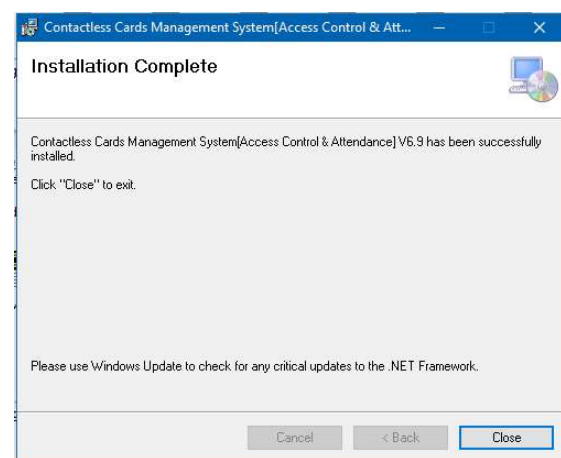 Contactless Cards Management System[Access Control & Att...
Installation Complete
Contactless Cards Management System[Access Control & Attendance] V6.9 has been successfully
installed.
Click "Close" to exit.
Please use Windows Update to check for any critical updates to the .NET Framework.
Cancel
< Back
Close